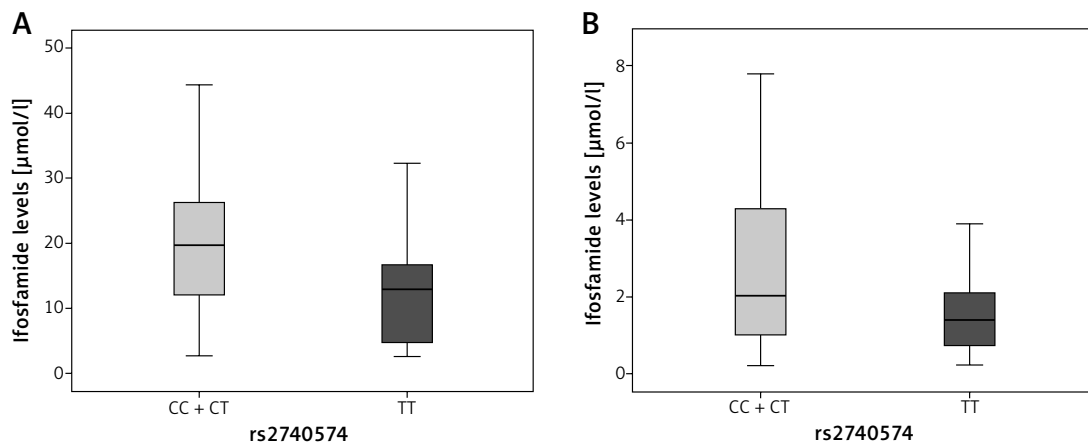 A
Ifosfamide levels [µmol/l]
50
40
30
20
10
0
CC + CT
TT
rs2740574
B
Ifosfamide levels [µmol/l]
8
6
4
2
0
CC + CT
TT
rs2740574